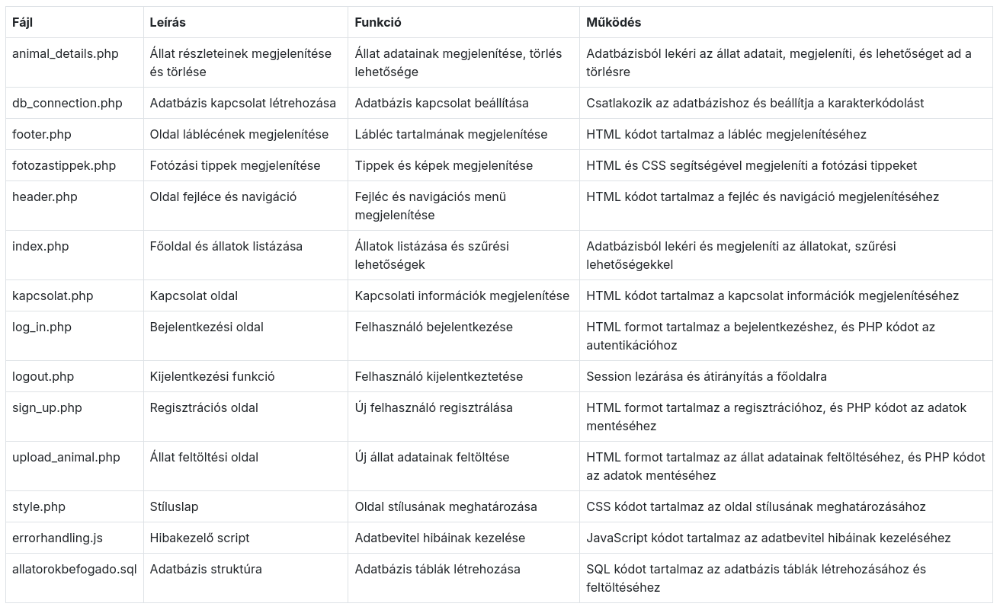 Fájl Leírás Funkció Működés
animal_details.php Állat részleteinek megjelenítése Állat adatainak megjelenítése, törlés Adatbázisból lekéri az állat adatait, megjeleníti, és lehetőséget ad a
és törlése lehetősége törlésre
db_connection.php Adatbázis kapcsolat létrehozása Adatbázis kapcsolat beállítása Csatlakozik az adatbázishoz és beállítja a karakterkódolást
footer.php Oldal láblécének megjelenítése Lábléc tartalmának megjelenítése HTML kódot tartalmaz a lábléc megjelenítéséhez
fotozastippek.php Fotózási tippek megjelenítése Tippek és képek megjelenítése HTML és CSS segítségével megjeleníti a fotózási tippeket
header.php Oldal fejléce és navigáció Fejléc és navigációs menü HTML kódot tartalmaz a fejléc és navigáció megjelenítéséhez
megjelenítése
index.php Főoldal és állatok listázása Állatok listázása és szűrési Adatbázisból lekéri és megjeleníti az állatokat, szűrési
lehetőségek lehetőségekkel
kapcsolat.php Kapcsolat oldal Kapcsolati információk megjelenítése HTML kódot tartalmaz a kapcsolat információk megjelenítéséhez
log_in.php Bejelentkezési oldal Felhasználó bejelentkezése HTML formot tartalmaz a bejelentkezéshez, és PHP kódot az
autentikációhoz
logout.php Kijelentkezési funkció Felhasználó kijelentkeztetése Session lezárása és átirányítás a főoldalra
sign_up.php Regisztrációs oldal Új felhasználó regisztrálása HTML formot tartalmaz a regisztrációhoz, és PHP kódot az adatok
mentéséhez
upload_animal.php Állat feltöltési oldal Új állat adatainak feltöltése HTML formot tartalmaz az állat adatainak feltöltéséhez, és PHP kódot
az adatok mentéséhez
style.php Stíluslap Oldal stílusának meghatározása CSS kódot tartalmaz az oldal stílusának meghatározásához
errorhandling.js Hibakezelő script Adatbevitel hibáinak kezelése JavaScript kódot tartalmaz az adatbevitel hibáinak kezeléséhez
allatorokbefogado.sql Adatbázis struktúra Adatbázis táblák létrehozása SQL kódot tartalmaz az adatbázis táblák létrehozásához és
feltöltéséhez